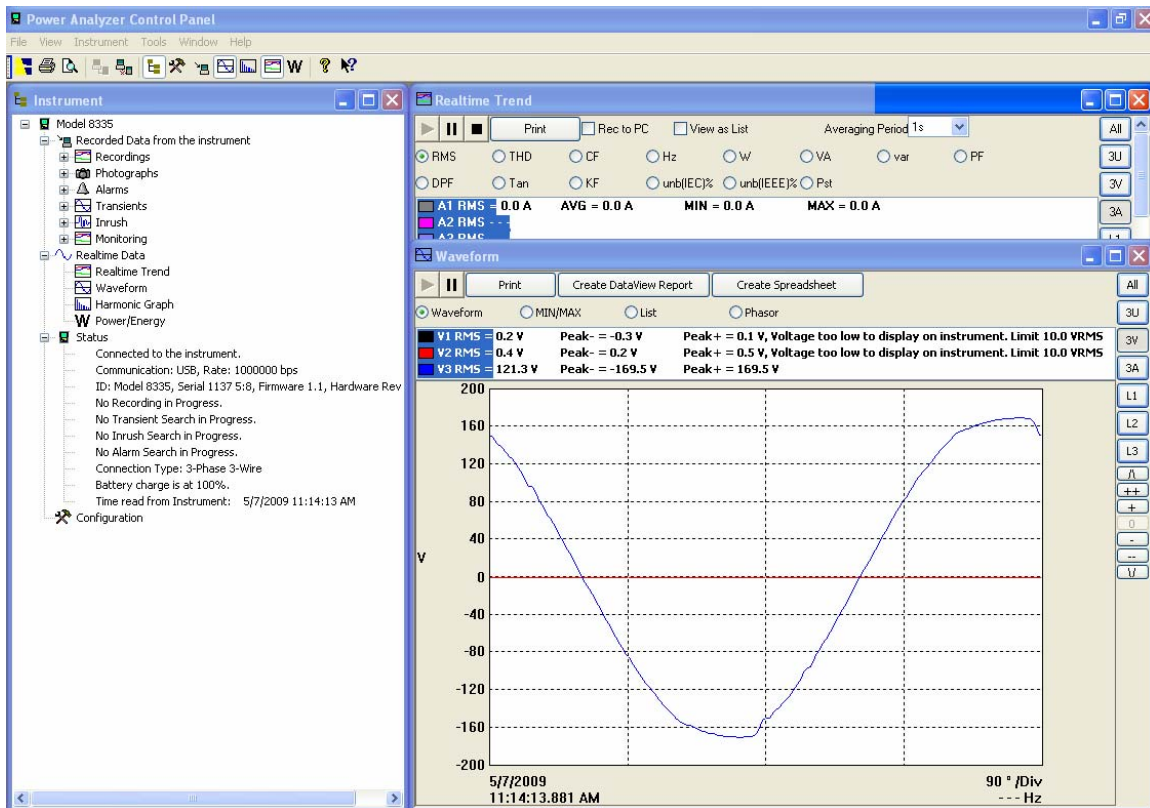 Power Analyzer Control Panel
File View Instrument Tools Window Help
Instrument
Model 8335
Recorded Data from the instrument
Recordings
Photographs
Alarms
Transients
Inrush
Monitoring
Realtime Data
Realtime Trend
Waveform
Harmonic Graph
W Power/Energy
Status
Connected to the instrument.
Communication: USB, Rate: 1000000 bps
ID: Model 8335, Serial 1137 5:8, Firmware 1.1, Hardware Rev
No Recording in Progress.
No Transient Search in Progress.
No Inrush Search in Progress.
No Alarm Search in Progress.
Connection Type: 3-Phase 3-Wire
Battery charge is at 100%.
Time read from Instrument: 5/7/2009 11:14:13 AM
Configuration
Realtime Trend
Print Rec to PC View as List Averaging Period 1s
RMS THD CF Hz W VA var PF
DPF Tan KF unb(IEC)% unb(IEEE)% Pst
A1 RMS = 0.0 A AVG = 0.0 A MIN = 0.0 A MAX = 0.0 A
A2 RMS - - -
A3 RMS
All
3U
3V
3A
L1
Waveform
Print Create DataView Report Create Spreadsheet
Waveform MIN/MAX List Phasor
V1 RMS = 0.2 V Peak- = -0.3 V Peak+ = 0.1 V, Voltage too low to display on instrument. Limit 10.0 VRMS
V2 RMS = 0.4 V Peak- = 0.2 V Peak+ = 0.5 V, Voltage too low to display on instrument. Limit 10.0 VRMS
V3 RMS = 121.3 V Peak- = -169.5 V Peak+ = 169.5 V
All
3U
3V
3A
L1
L2
L3
++
+
0
-
--
200
160
120
80
40
V
0
-40
-80
-120
-160
-200
5/7/2009 90 ° /Div
11:14:13.881 AM - - - Hz